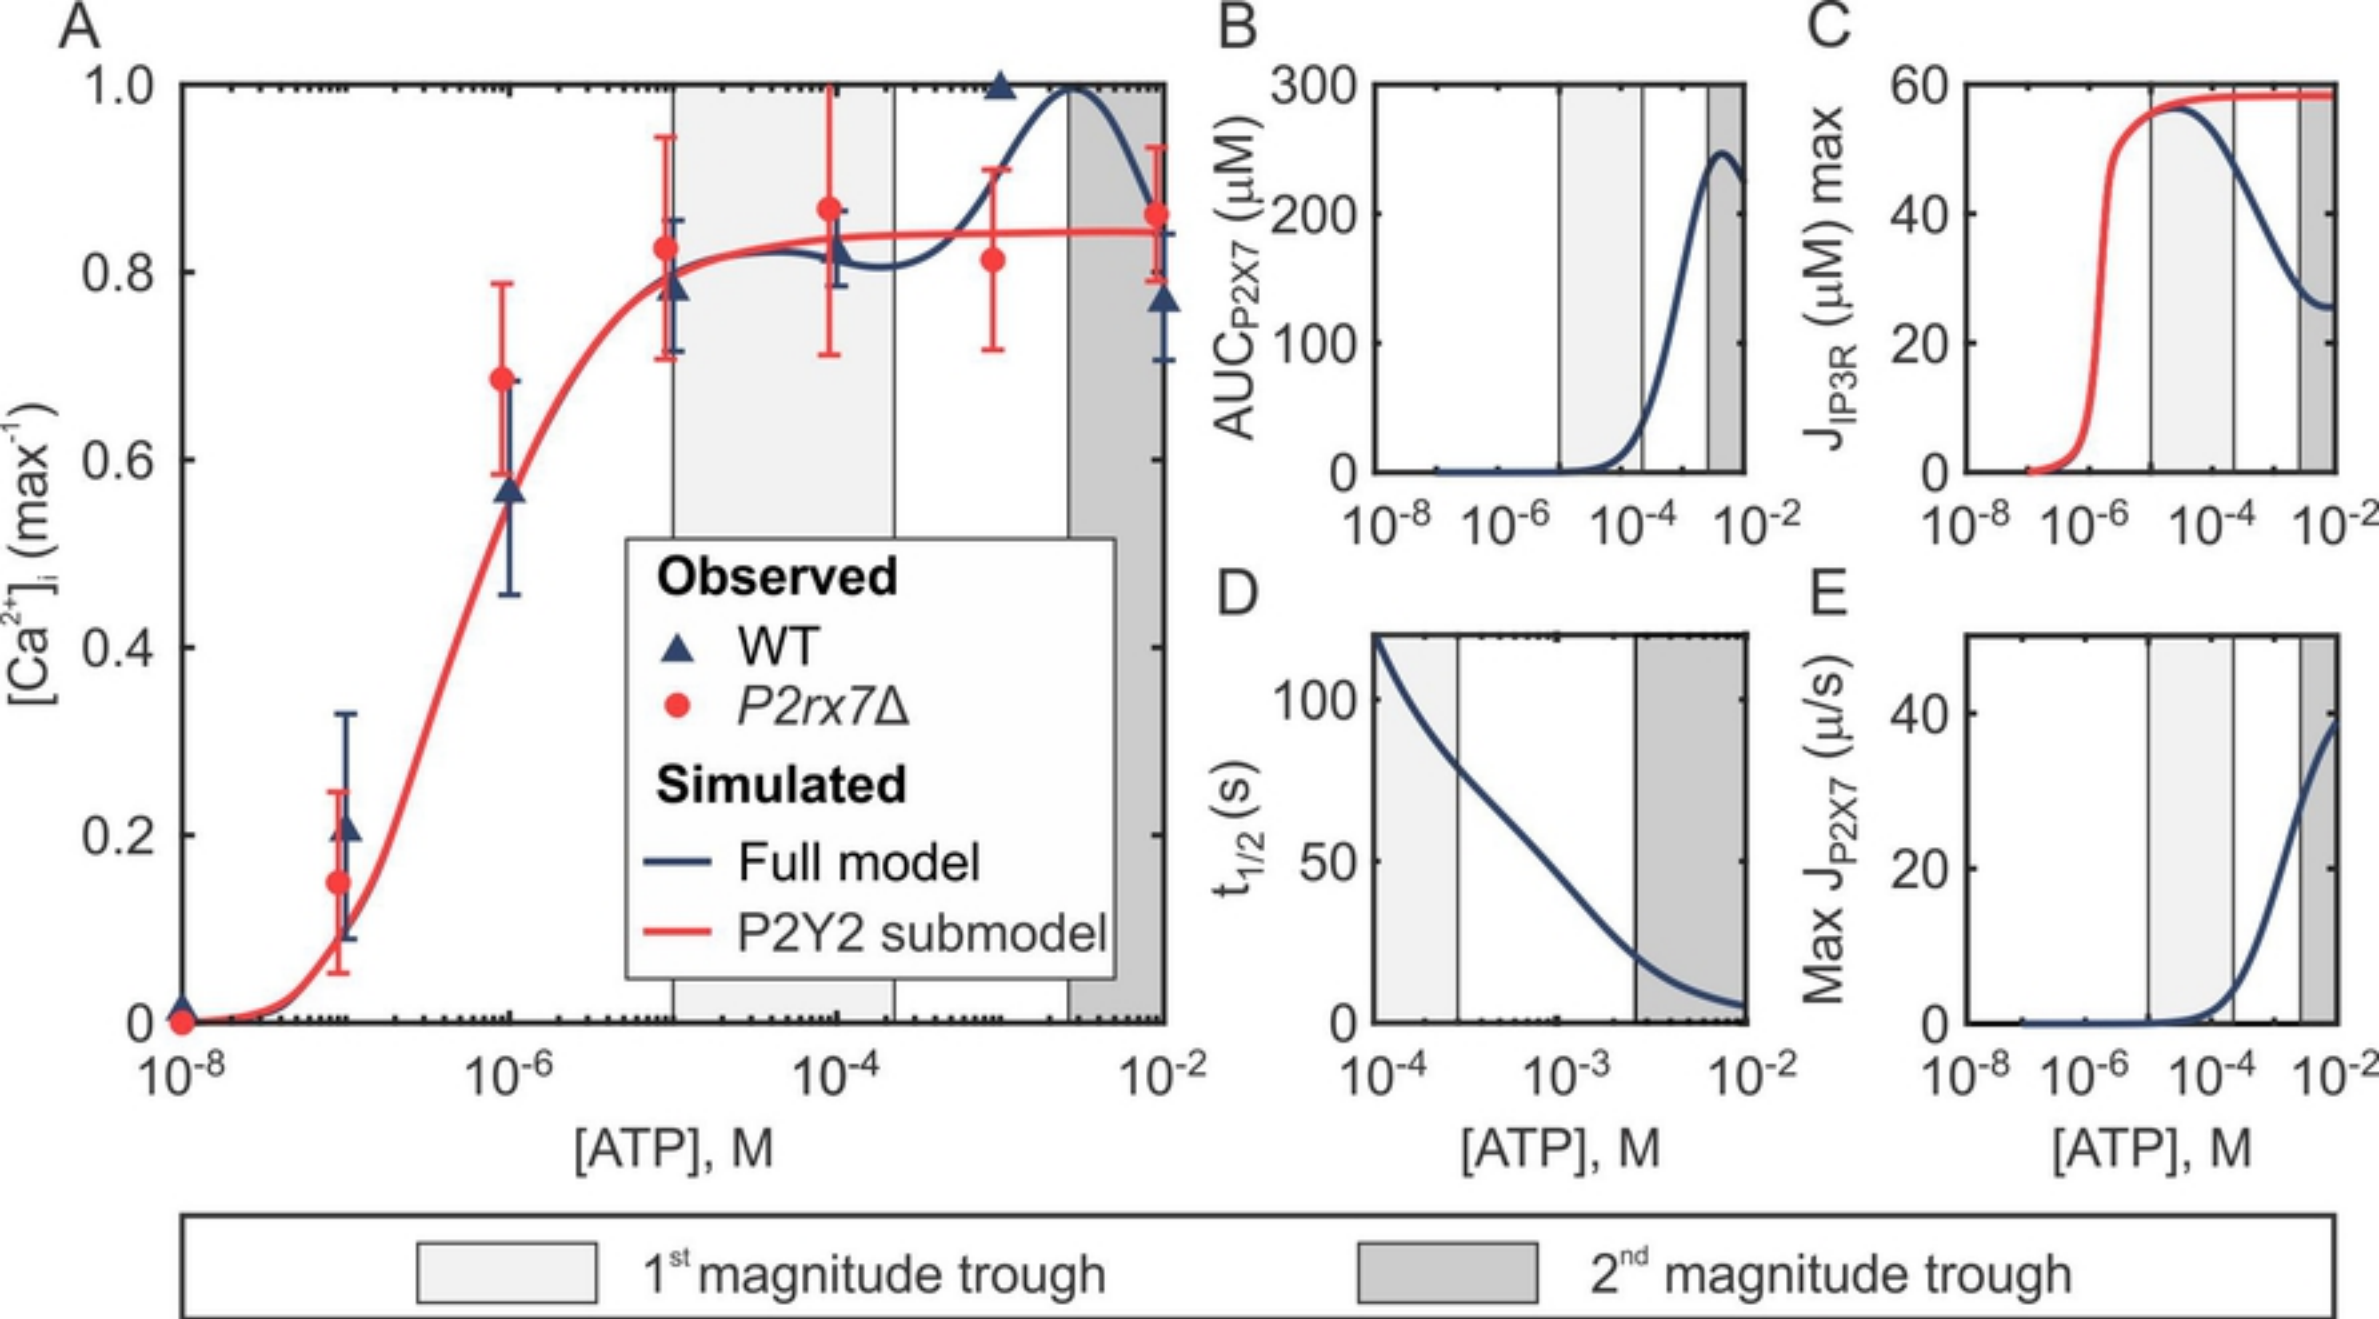 A
1.0
0.8
0.6
0.4
0.2
0
[Ca²⁺]ᵢ (max⁻¹)
10⁻⁸ 10⁻⁶ 10⁻⁴ 10⁻²
[ATP], M
Observed
WT
P2rx7Δ
Simulated
Full model
P2Y2 submodel
B
300
200
100
0
AUC_P2X7 (μM)
10⁻⁸ 10⁻⁶ 10⁻⁴ 10⁻²
C
60
40
20
0
J_IP3R (μM) max
10⁻⁸ 10⁻⁶ 10⁻⁴ 10⁻²
D
100
50
0
t_1/2 (s)
10⁻⁴ 10⁻³ 10⁻²
[ATP], M
E
40
20
0
Max J_P2X7 (μ/s)
10⁻⁸ 10⁻⁶ 10⁻⁴ 10⁻²
[ATP], M
1ˢᵗ magnitude trough
2ⁿᵈ magnitude trough